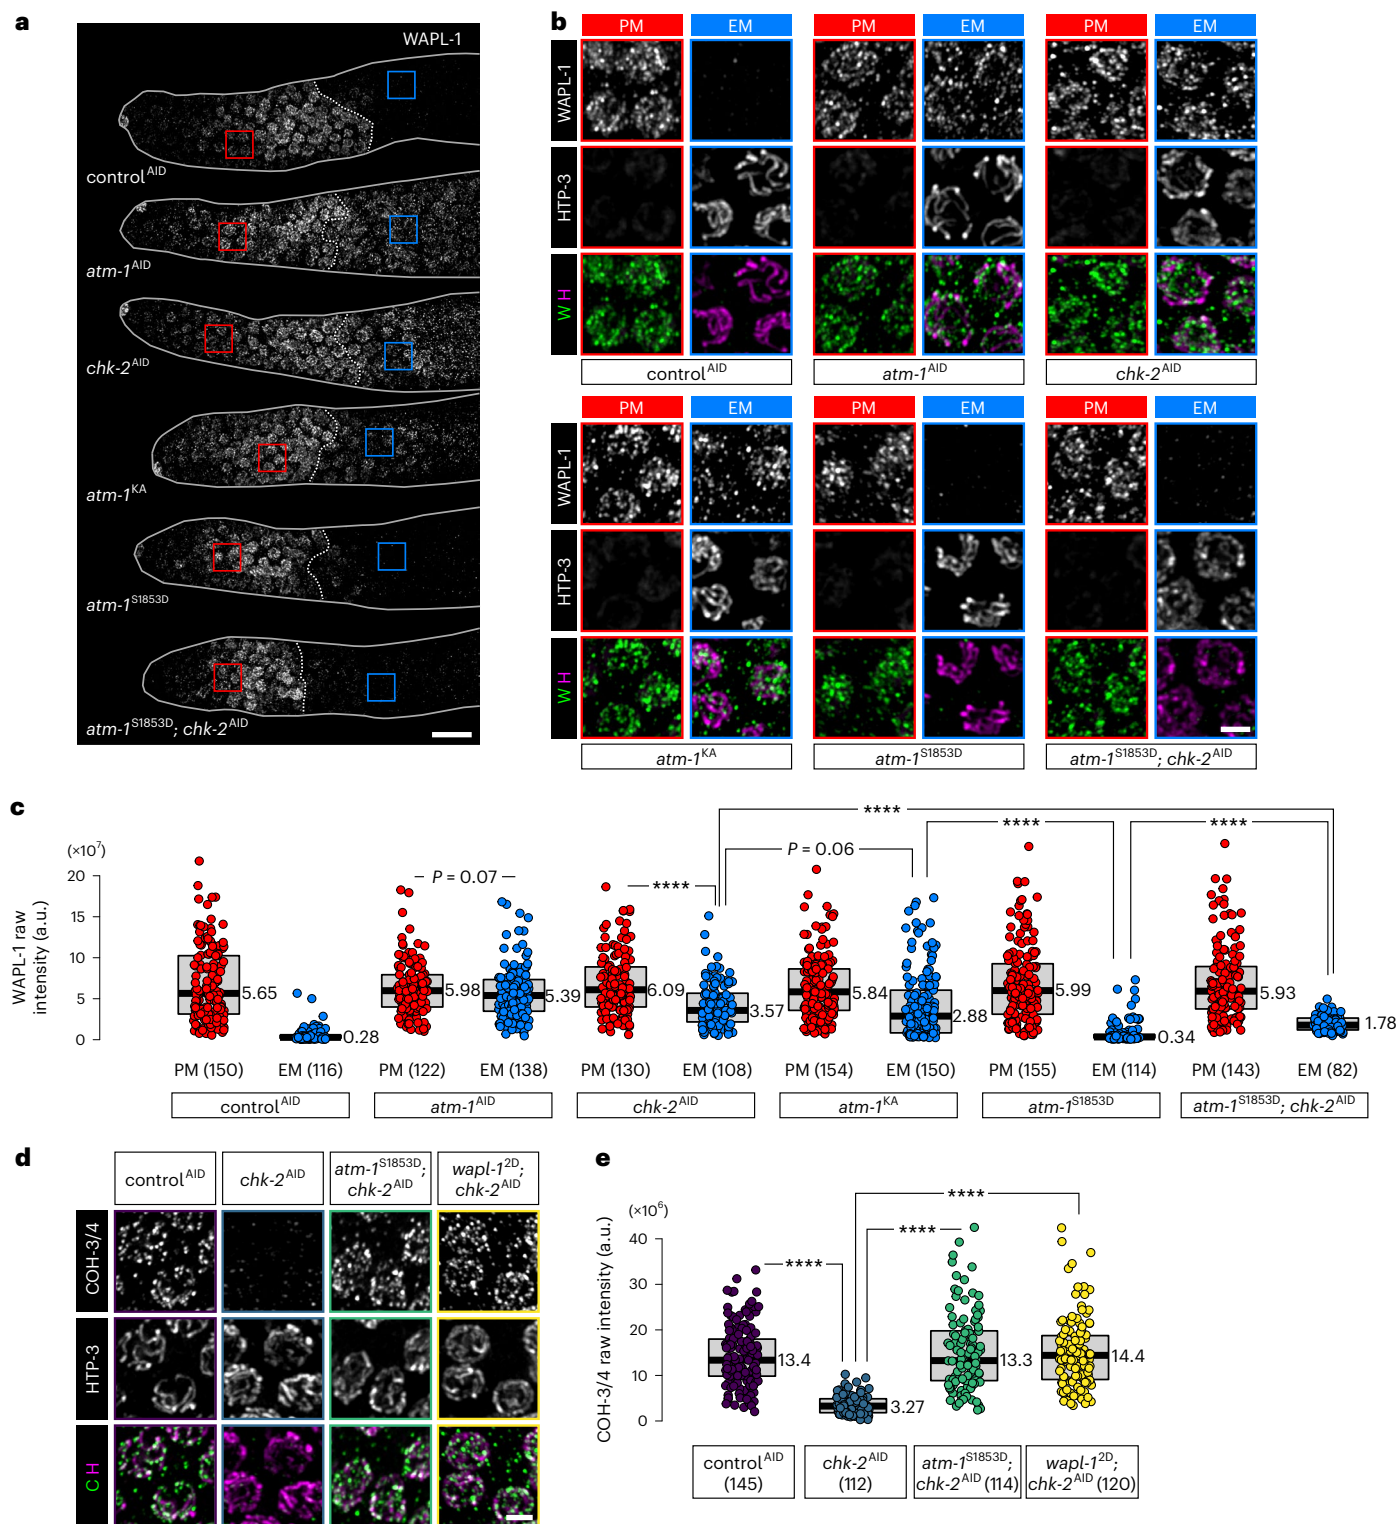 a
WAPL-1
control^AID
atm-1^AID
chk-2^AID
atm-1^KA
atm-1^S1853D
atm-1^S1853D; chk-2^AID
b
PM EM PM EM PM EM
WAPL-1
HTP-3
W H
control^AID atm-1^AID chk-2^AID
PM EM PM EM PM EM
WAPL-1
HTP-3
W H
atm-1^KA atm-1^S1853D atm-1^S1853D; chk-2^AID
c
****
**** ****
P = 0.06
P = 0.07 ****
(×10^7)
WAPL-1 raw
intensity (a.u.)
20
10
5
0
5.65 0.28 5.98 5.39 6.09 3.57 5.84 2.88 5.99 0.34 5.93 1.78
PM (150) EM (116) PM (122) EM (138) PM (130) EM (108) PM (154) EM (150) PM (155) EM (114) PM (143) EM (82)
control^AID atm-1^AID chk-2^AID atm-1^KA atm-1^S1853D atm-1^S1853D; chk-2^AID
d
control^AID chk-2^AID atm-1^S1853D; wapl-1^2D;
chk-2^AID chk-2^AID
COH-3/4
HTP-3
C H
e
****
****
****
(×10^6)
COH-3/4 raw intensity (a.u.)
40
30
20
10
0
13.4 3.27 13.3 14.4
control^AID chk-2^AID atm-1^S1853D; wapl-1^2D;
(145) (112) chk-2^AID (114) chk-2^AID (120)